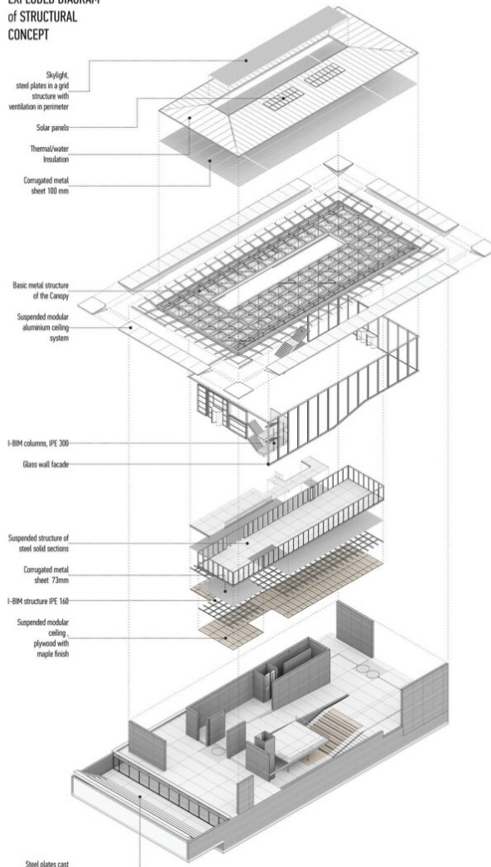 EXPLODED DIAGRAM
of STRUCTURAL
CONCEPT
Skylight,
steel plates in a grid
structure with
ventilation in perimeter
Solar panels
Thermal/water
Insulation
Corrugated metal
sheet 100 mm
Basic metal structure
of the Canopy
Suspended modular
aluminium ceiling
system
I-BIM columns, IPE 300
Glass wall facade
Suspended structure of
steel solid sections
Corrugated metal
sheet 73mm
I-BIM structure IPE 160
Suspended modular
ceiling ,
plywood with
maple finish
Steel plates cast